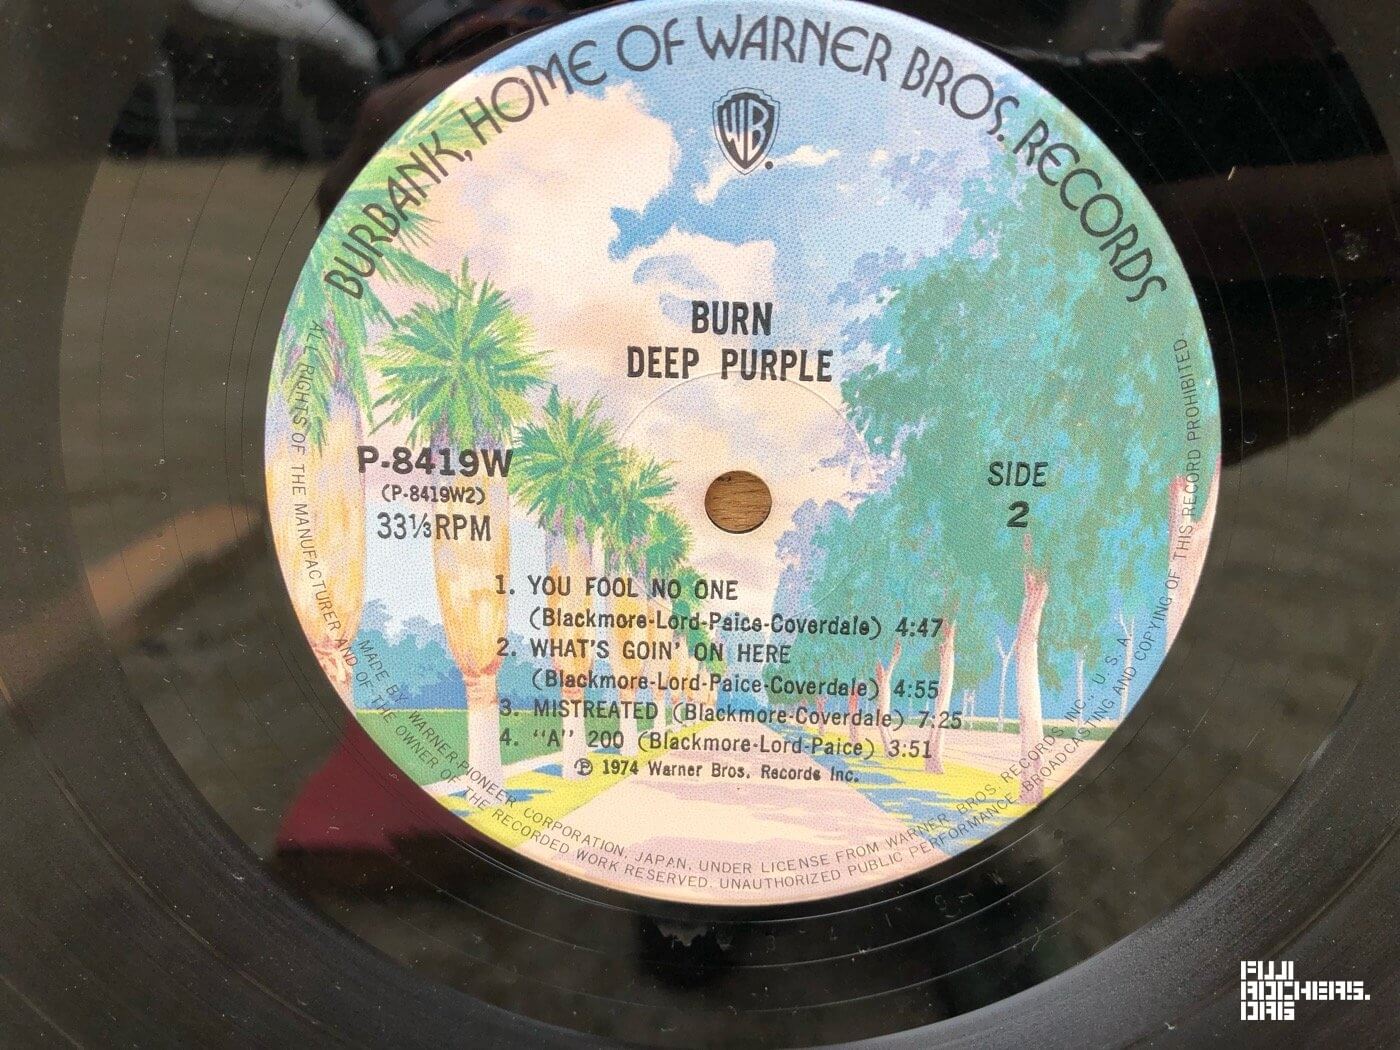 BURBANK, HOME OF WARNER BROS. RECORDS
WB
BURN
DEEP PURPLE
P-8419W
(P-8419W2)
33⅓RPM
SIDE
2
1. YOU FOOL NO ONE
(Blackmore-Lord-Paice-Coverdale) 4:47
2. WHAT'S GOIN' ON HERE
(Blackmore-Lord-Paice-Coverdale) 4:55
3. MISTREATED (Blackmore-Coverdale) 7:25
4. "A" 200 (Blackmore-Lord-Paice) 3:51
Ⓟ 1974 Warner Bros. Records Inc.
MADE BY WARNER-PIONEER CORPORATION, JAPAN, UNDER LICENSE FROM WARNER BROS. RECORDS INC., U. S. A.
ALL RIGHTS OF THE MANUFACTURER AND OF THE OWNER OF THE RECORDED WORK RESERVED. UNAUTHORIZED PUBLIC PERFORMANCE, BROADCASTING AND COPYING OF THIS RECORD PROHIBITED
FUJI
ROCKERS.
ORG